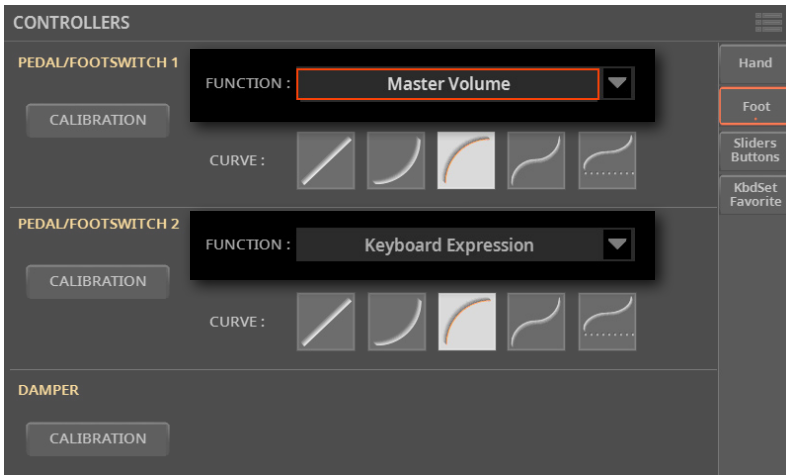 CONTROLLERS
PEDAL/FOOTSWITCH 1
FUNCTION :
Master Volume
CALIBRATION
CURVE :
PEDAL/FOOTSWITCH 2
FUNCTION :
Keyboard Expression
CALIBRATION
CURVE :
DAMPER
CALIBRATION
Hand
Foot
Sliders
Buttons
KbdSet
Favorite